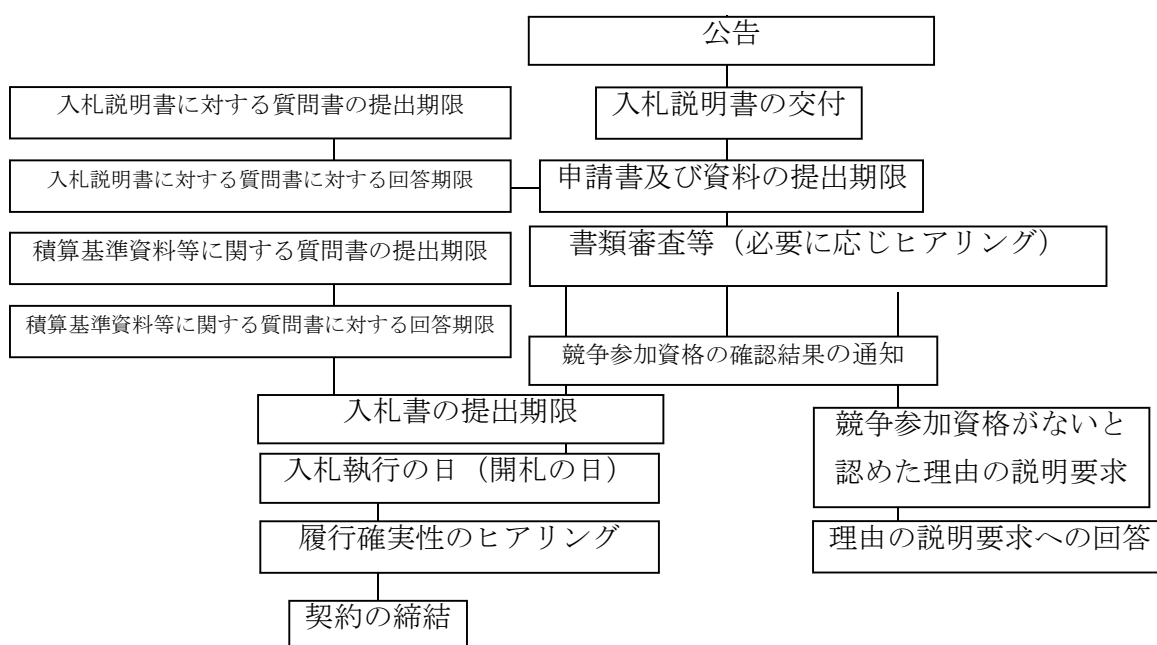 公告
入札説明書に対する質問書の提出期限
入札説明書の交付
入札説明書に対する質問書に対する回答期限
申請書及び資料の提出期限
積算基準資料等に関する質問書の提出期限
書類審査等（必要に応じヒアリング）
積算基準資料等に関する質問書に対する回答期限
競争参加資格の確認結果の通知
入札書の提出期限
競争参加資格がないと
認めた理由の説明要求
入札執行の日（開札の日）
履行確実性のヒアリング
理由の説明要求への回答
契約の締結